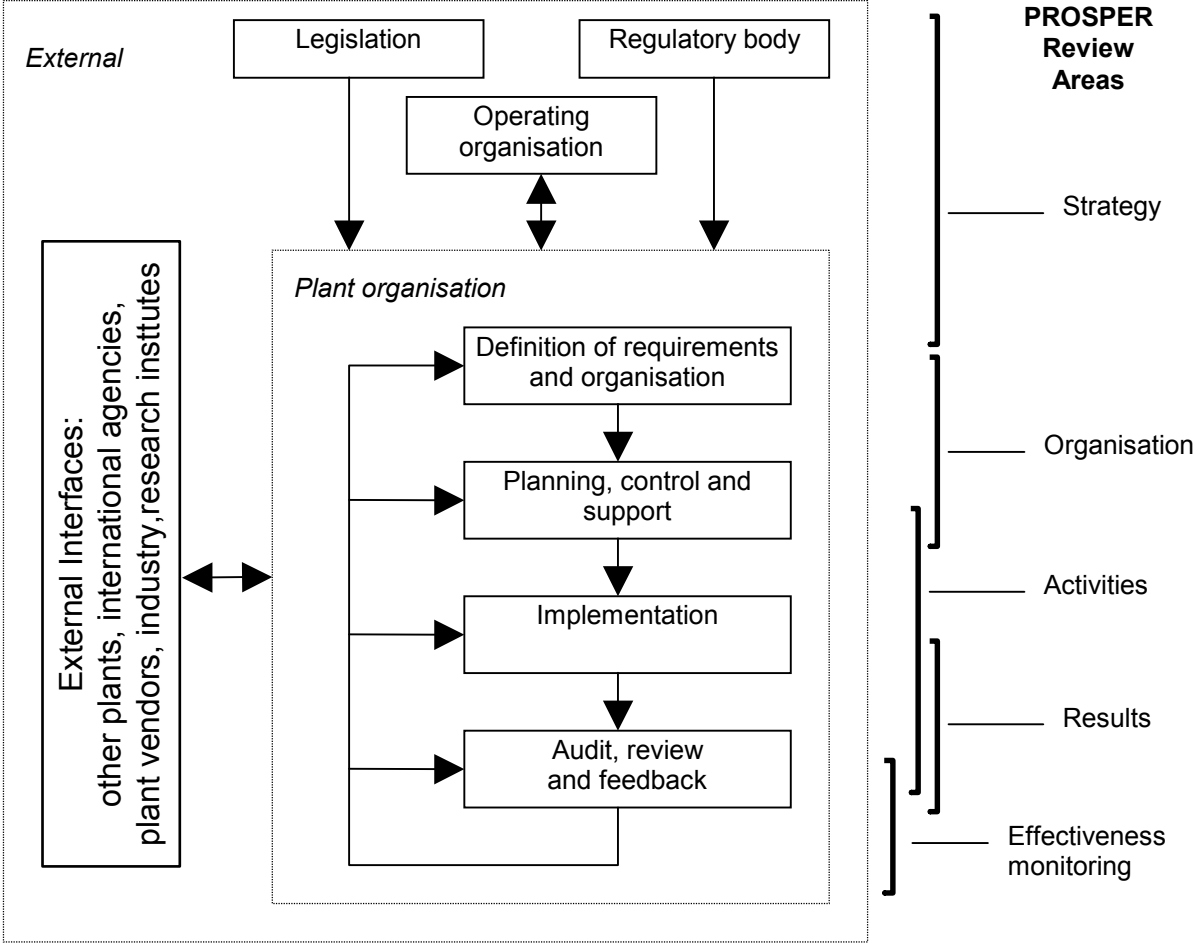 External
Legislation
Regulatory body
Operating
organisation
External Interfaces:
other plants, international agencies,
plant vendors, industry,research insttutes
Plant organisation
Definition of requirements
and organisation
Planning, control and
support
Implementation
Audit, review
and feedback
PROSPER
Review
Areas
Strategy
Organisation
Activities
Results
Effectiveness
monitoring